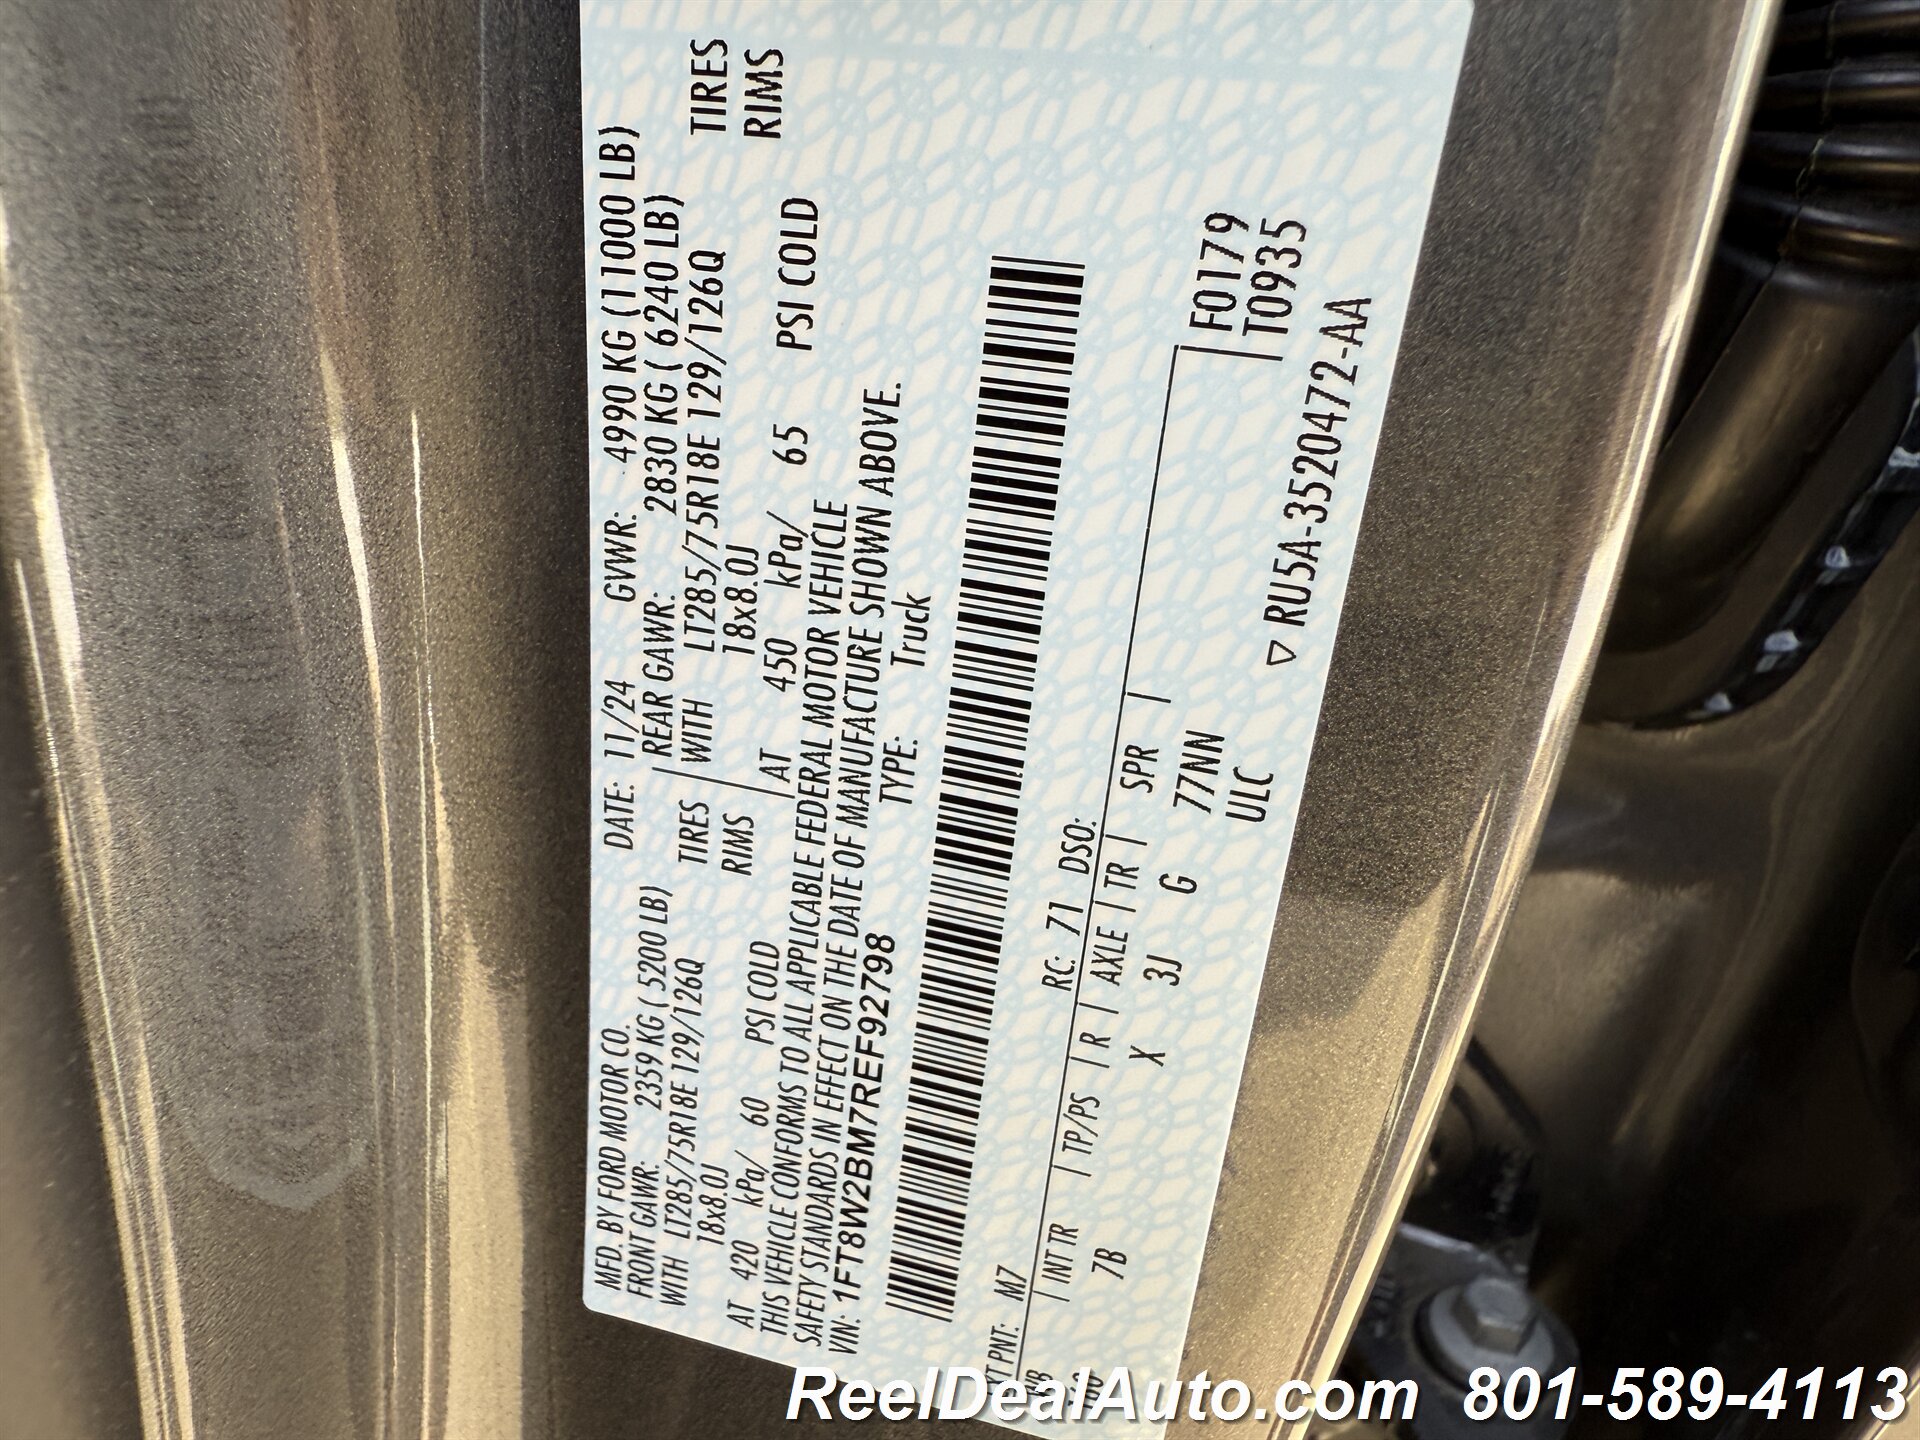 MFD. BY FORD MOTOR CO.
DATE: 11/24 GVWR: 4990 KG (11000 LB)
FRONT GAWR: 2359 KG ( 5200 LB) REAR GAWR: 2830 KG ( 6240 LB)
WITH LT285/75R18E 129/126Q TIRES WITH LT285/75R18E 129/126Q TIRES
18x8.0J RIMS 18x8.0J RIMS
AT 420 kPa/ 60 PSI COLD AT 450 kPa/ 65 PSI COLD
THIS VEHICLE CONFORMS TO ALL APPLICABLE FEDERAL MOTOR VEHICLE
SAFETY STANDARDS IN EFFECT ON THE DATE OF MANUFACTURE SHOWN ABOVE.
VIN: 1FT8W2BM7REF92798 TYPE: Truck
PNT: M7 RC: 71 DSO:
WB | INT TR | TP/PS | R | AXLE | TR | SPR | F0179
7B X 3J G 77NN T0935
ULC
▽ RU5A-3520472-AA
ReelDealAuto.com 801-589-4113